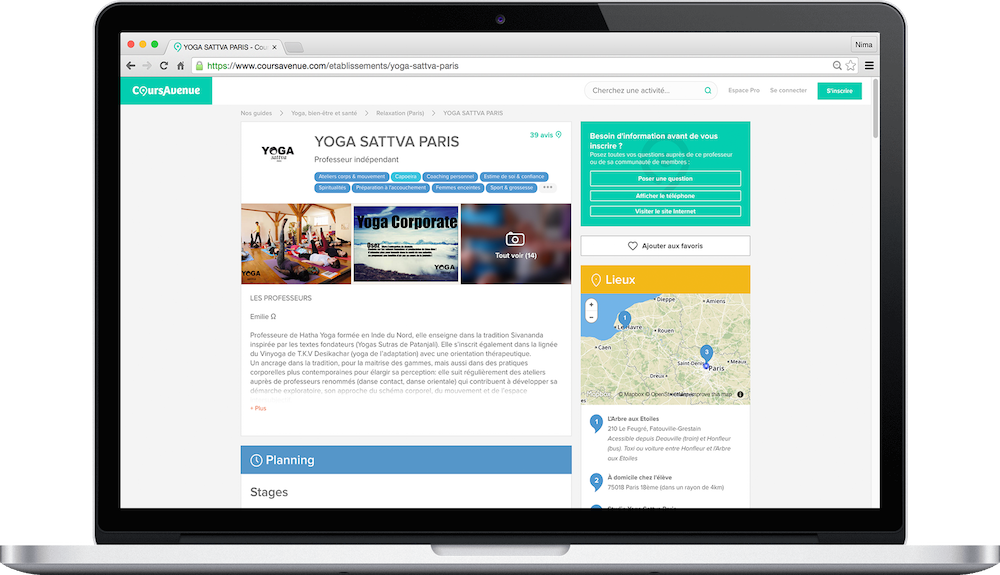 YOGA SATTVA PARIS - Cou
Nima
https://www.coursavenue.com/etablissements/yoga-sattva-paris
CoursAvenue
Cherchez une activité...
Espace Pro
Se connecter
S'inscrire
Nos guides > Yoga, bien-être et santé > Relaxation (Paris) > YOGA SATTVA PARIS
YOGA
sattva
YOGA SATTVA PARIS
39 avis
Professeur indépendant
Ateliers corps & mouvement
Capoeira
Coaching personnel
Estime de soi & confiance
Spiritualités
Préparation à l'accouchement
Femmes enceintes
Sport & grossesse
YOGA
Yoga Corporate
Osez
YOGA
Tout voir (14)
LES PROFESSEURS
Emilie Ω
Professeure de Hatha Yoga formée en Inde du Nord, elle enseigne dans la tradition Sivananda
inspirée par les textes fondateurs (Yogas Sutras de Patanjali). Elle s'inscrit également dans la lignée
du Vinyoga de T.K.V Desikachar (yoga de l'adaptation) avec une orientation thérapeutique.
Un ancrage dans la tradition, pour la maîtrise des gammes, mais aussi dans des pratiques
corporelles plus contemporaines pour élargir sa perception: elle suit régulièrement des ateliers
auprès de professeurs renommés (danse contact, danse orientale) qui contribuent à développer sa
démarche exploratoire, son approche du schéma corporel, du mouvement et de l'espace
+ Plus
Planning
Stages
Besoin d'information avant de vous
inscrire ?
Posez toutes vos questions auprès de ce professeur
ou de sa communauté de membres :
Poser une question
Afficher le téléphone
Visiter le site Internet
Ajouter aux favoris
Lieux
+
-
Dieppe
Amiens
1
Le Havre
Rouen
Caen
3
Saint-Denis
Meaux
Paris
Dreux
Mapbox
© Mapbox © OpenStreetMap Improve this map
1
L'Arbre aux Etoiles
210 Le Feugré, Fatouville-Grestain
Acessible depuis Deauville (train) et Honfleur
(bus). Taxi ou voiture entre Honfleur et l'Arbre
aux Etoiles
2
À domicile chez l'élève
75018 Paris 18ème (dans un rayon de 4km)